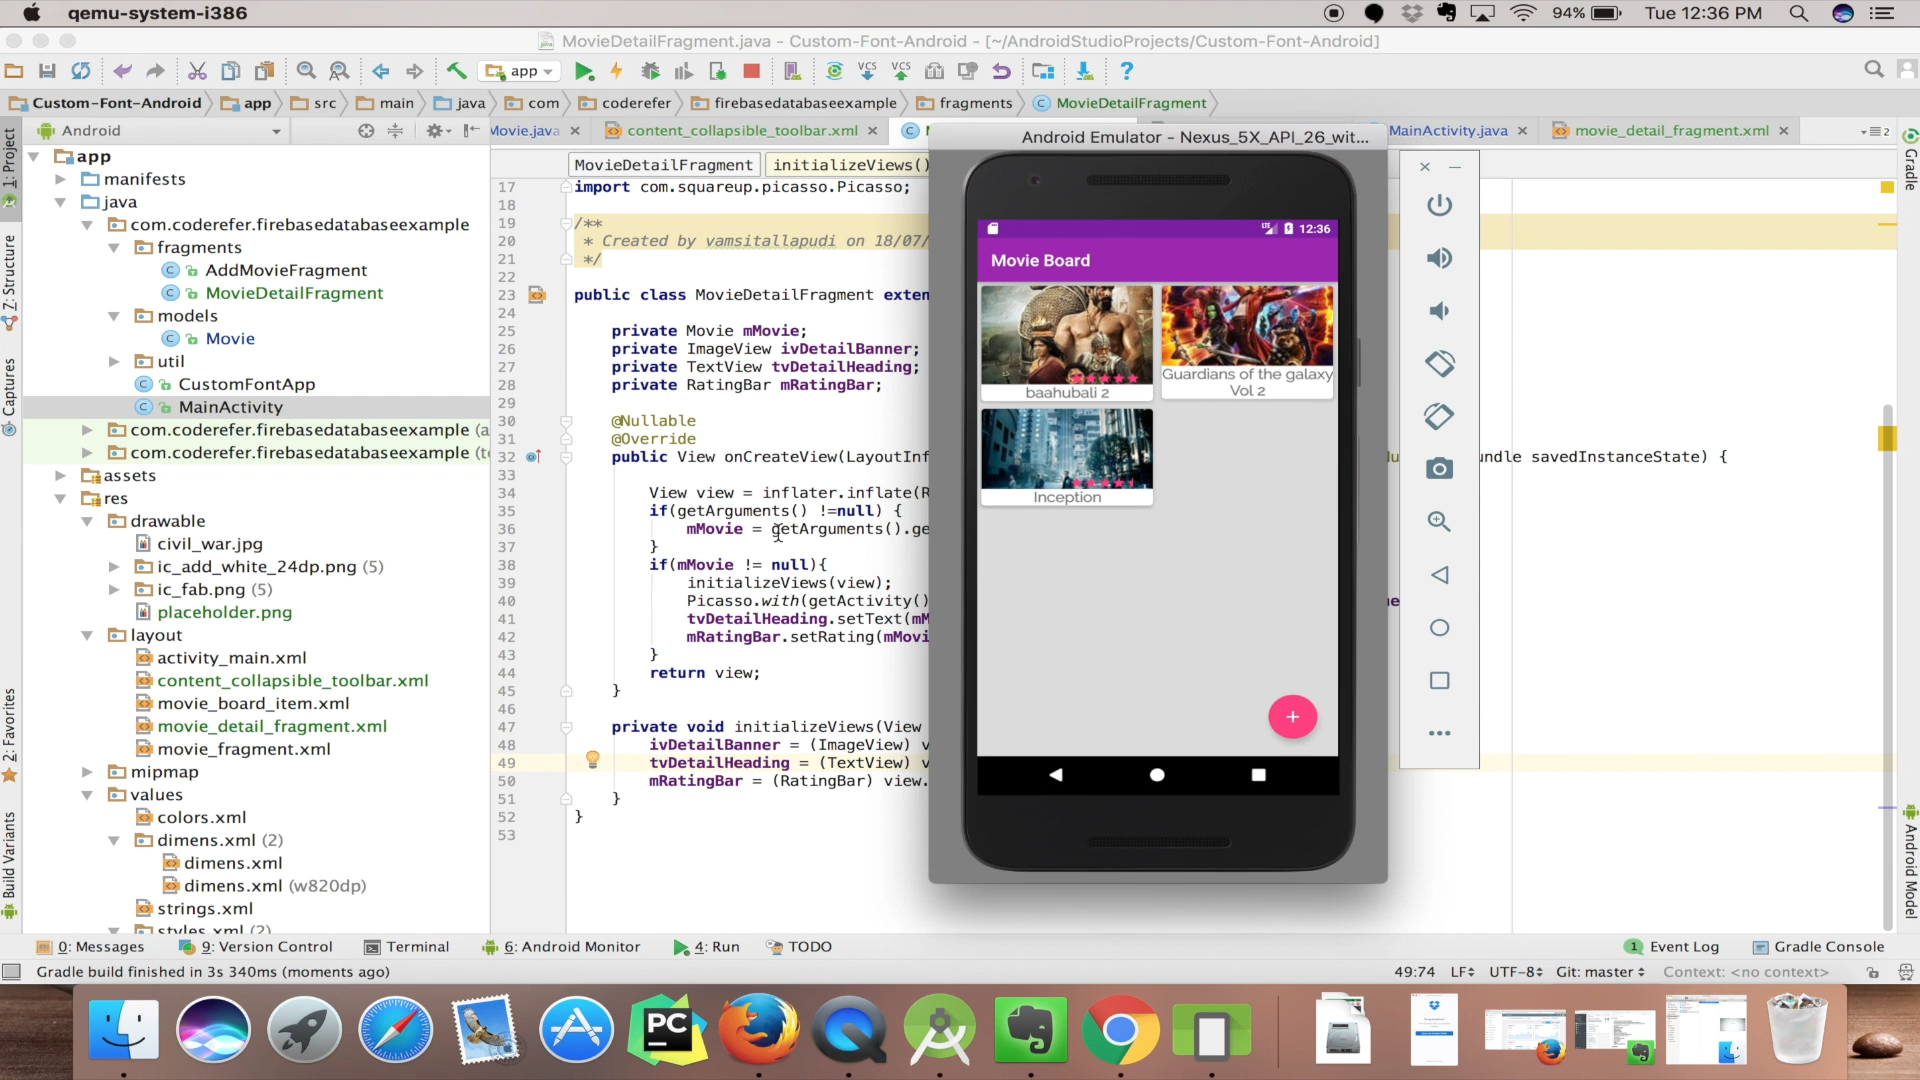 qemu-system-i386
94%
Tue 12:36 PM
MovieDetailFragment.java - Custom-Font-Android - [~/AndroidStudioProjects/Custom-Font-Android]
app
VCS
VCS
?
Custom-Font-Android
app
src
main
java
com
coderefer
firebasedatabaseexample
fragments
MovieDetailFragment
Android
Movie.java
content_collapsible_toolbar.xml
MainActivity.java
movie_detail_fragment.xml
2
1: Project
Z: Structure
Captures
2: Favorites
Build Variants
Gradle
Android Model
app
manifests
java
com.coderefer.firebasedatabaseexample
fragments
AddMovieFragment
MovieDetailFragment
models
Movie
util
CustomFontApp
MainActivity
com.coderefer.firebasedatabaseexample (a
com.coderefer.firebasedatabaseexample (t
assets
res
drawable
civil_war.jpg
ic_add_white_24dp.png (5)
ic_fab.png (5)
placeholder.png
layout
activity_main.xml
content_collapsible_toolbar.xml
movie_board_item.xml
movie_detail_fragment.xml
movie_fragment.xml
mipmap
values
colors.xml
dimens.xml (2)
dimens.xml
dimens.xml (w820dp)
strings.xml
styles.xml (2)
MovieDetailFragment
initializeViews()
17 import com.squareup.picasso.Picasso;
18
19 /**
20 * Created by vamsitallapudi on 18/07/
21 */
22
23 public class MovieDetailFragment exten
24
25 private Movie mMovie;
26 private ImageView ivDetailBanner;
27 private TextView tvDetailHeading;
28 private RatingBar mRatingBar;
29
30 @Nullable
31 @Override
32 public View onCreateView(LayoutInf
undle savedInstanceState) {
33
34 View view = inflater.inflate(R
35 if(getArguments() !=null) {
36 mMovie = getArguments().ge
37 }
38 if(mMovie != null){
39 initializeViews(view);
40 Picasso.with(getActivity()
41 tvDetailHeading.setText(mM
42 mRatingBar.setRating(mMovi
43 }
44 return view;
45 }
46
47 private void initializeViews(View
48 ivDetailBanner = (ImageView) v
49 tvDetailHeading = (TextView) v
50 mRatingBar = (RatingBar) view.
51 }
52 }
53
Android Emulator - Nexus_5X_API_26_wit...
LTE
12:36
Movie Board
baahubali 2
Guardians of the galaxy
Vol 2
Inception
+
0: Messages
9: Version Control
Terminal
6: Android Monitor
4: Run
TODO
1 Event Log
Gradle Console
Gradle build finished in 3s 340ms (moments ago)
49:74
LF
UTF-8
Git: master
Context: <no context>
PC